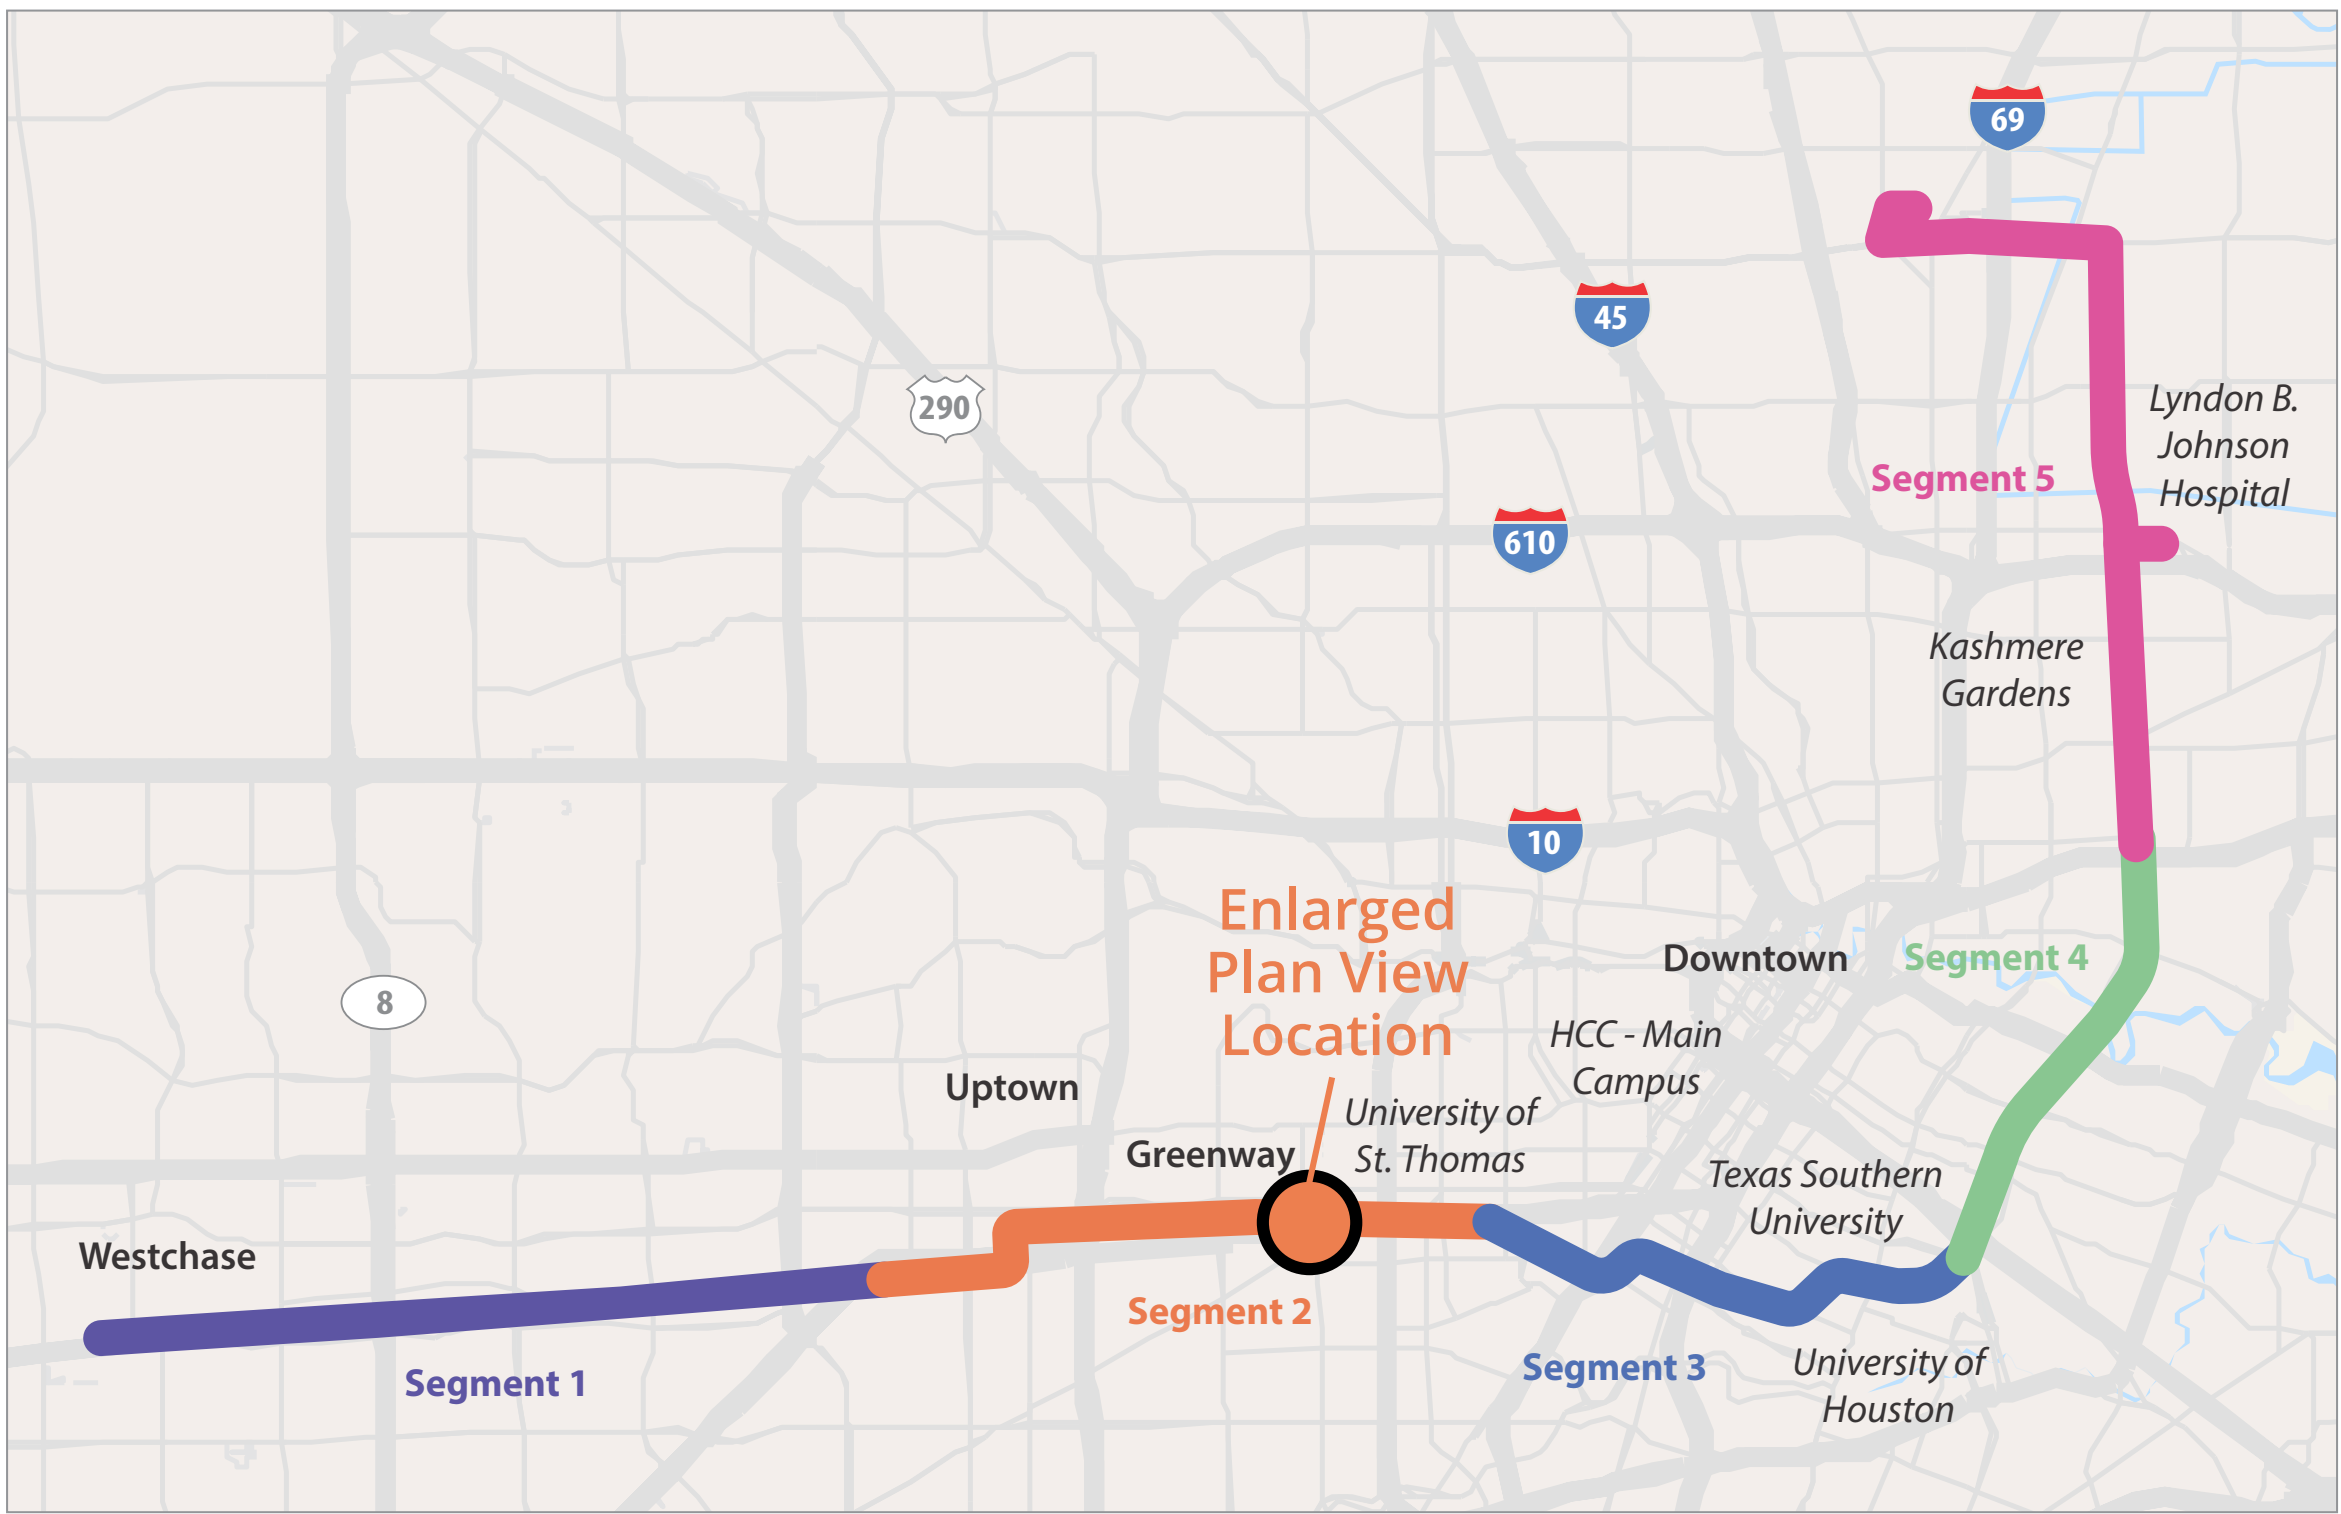 69
45
290
Lyndon B.
Johnson
Hospital
Segment 5
610
Kashmere
Gardens
10
Enlarged
Plan View
Location
Downtown
Segment 4
8
HCC - Main
Campus
Uptown
University of
St. Thomas
Greenway
Texas Southern
University
Westchase
Segment 2
Segment 1
Segment 3
University of
Houston